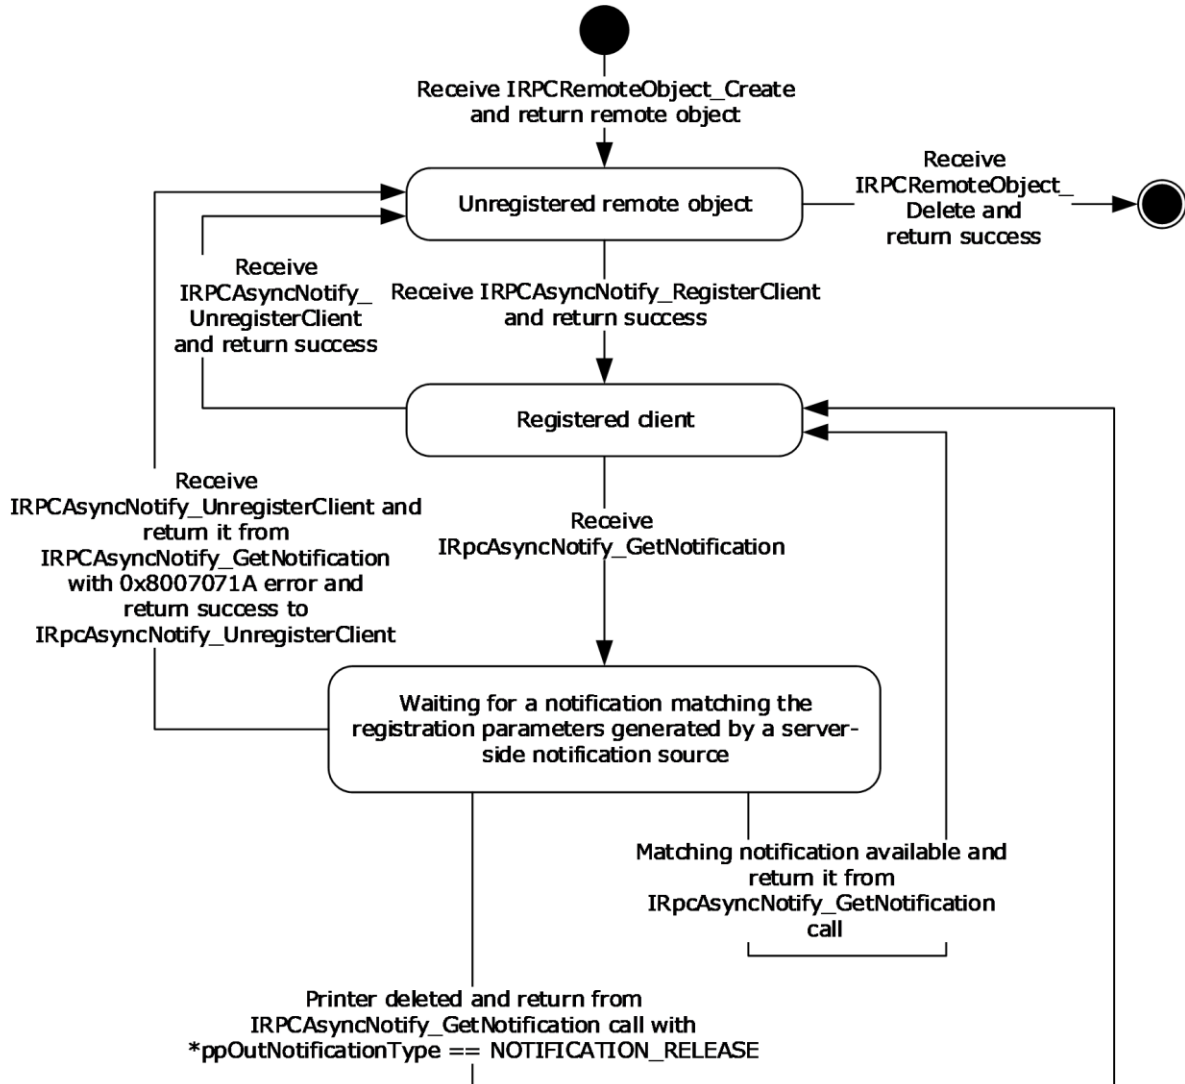 Receive IRPCRemoteObject_Create
and return remote object
Unregistered remote object
Receive
IRPCRemoteObject_
Delete and
return success
Receive
IRPCAsyncNotify_
UnregisterClient
and return success
Receive IRPCAsyncNotify_RegisterClient
and return success
Registered client
Receive
IRPCAsyncNotify_UnregisterClient and
return it from
IRPCAsyncNotify_GetNotification
with 0x8007071A error and
return success to
IRpcAsyncNotify_UnregisterClient
Receive
IRpcAsyncNotify_GetNotification
Waiting for a notification matching the
registration parameters generated by a server-
side notification source
Matching notification available and
return it from
IRpcAsyncNotify_GetNotification
call
Printer deleted and return from
IRPCAsyncNotify_GetNotification call with
*ppOutNotificationType == NOTIFICATION_RELEASE